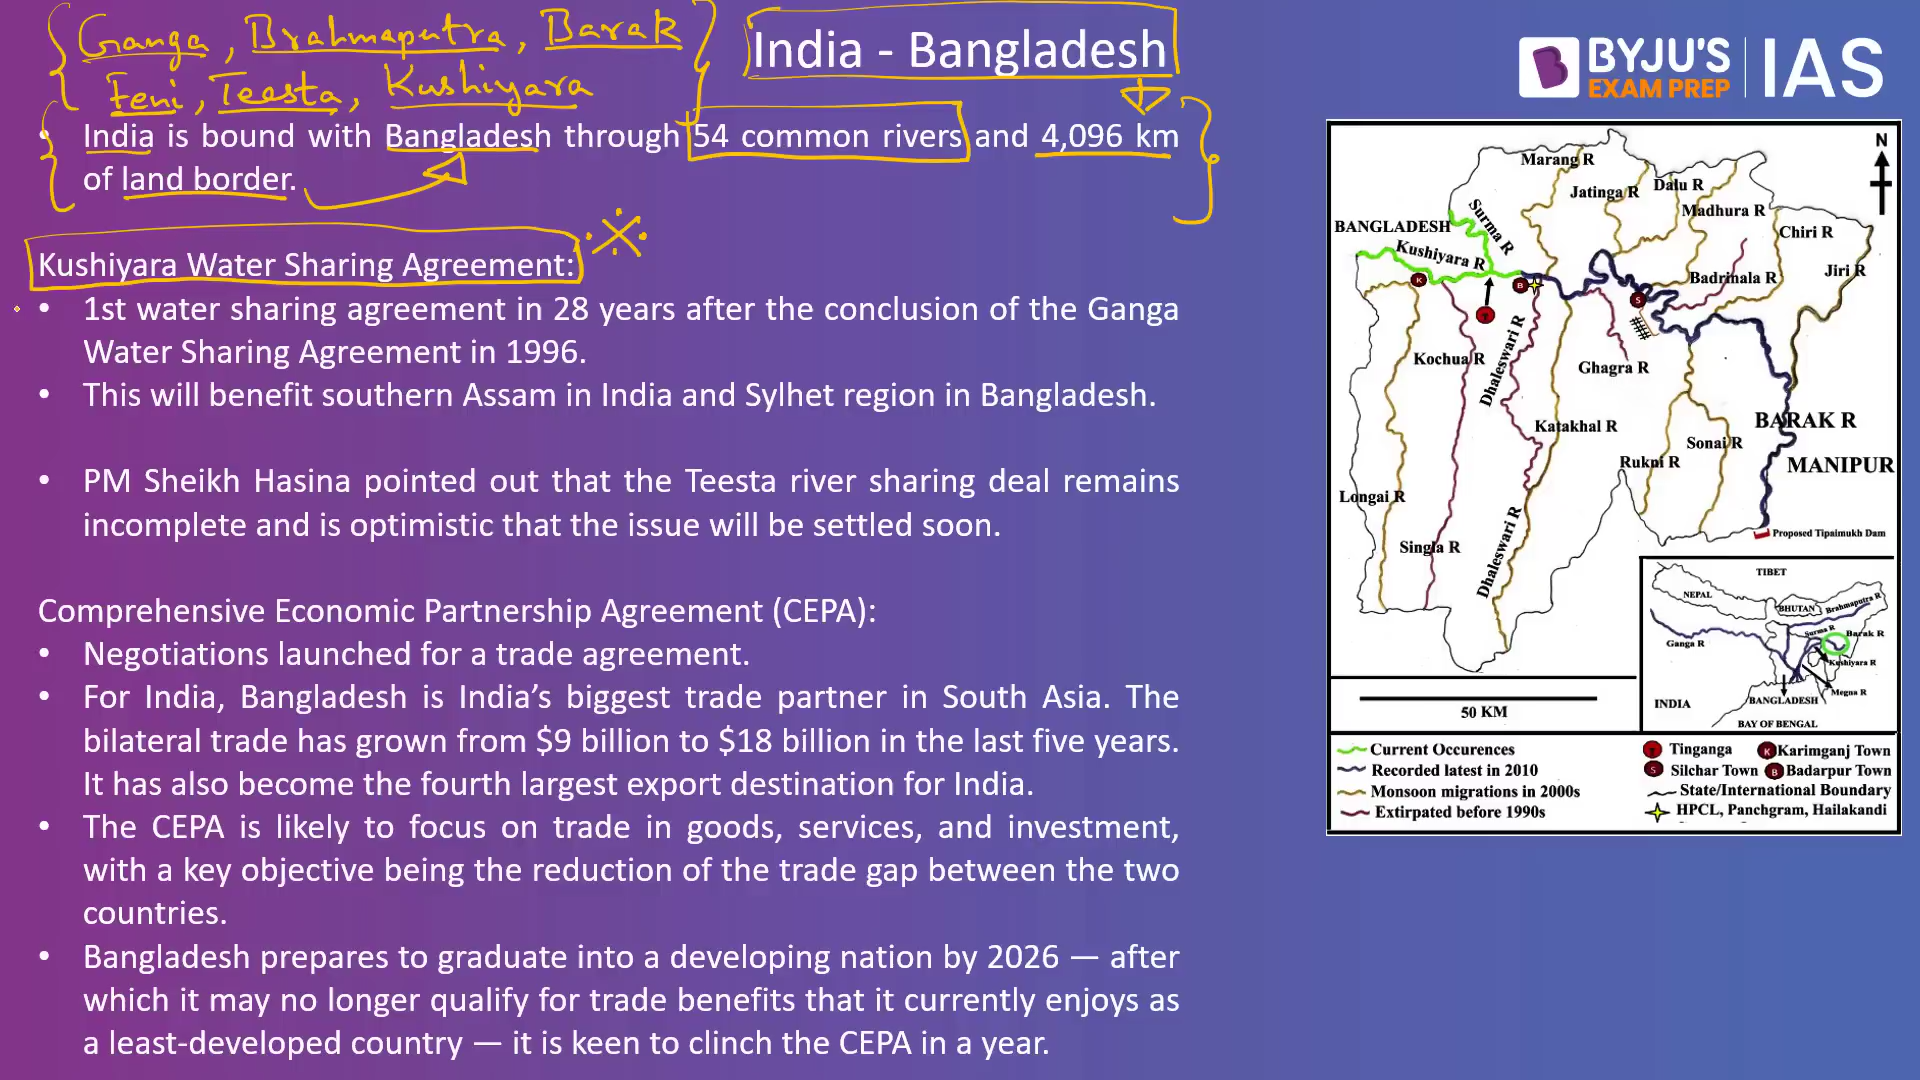 Ganga, Brahmaputra, Barak
Feni, Teesta, Kushiyara
India - Bangladesh
BYJU'S
EXAM PREP
IAS
• India is bound with Bangladesh through 54 common rivers and 4,096 km
of land border.
Kushiyara Water Sharing Agreement:
• 1st water sharing agreement in 28 years after the conclusion of the Ganga
Water Sharing Agreement in 1996.
• This will benefit southern Assam in India and Sylhet region in Bangladesh.
• PM Sheikh Hasina pointed out that the Teesta river sharing deal remains
incomplete and is optimistic that the issue will be settled soon.
Comprehensive Economic Partnership Agreement (CEPA):
• Negotiations launched for a trade agreement.
• For India, Bangladesh is India’s biggest trade partner in South Asia. The
bilateral trade has grown from $9 billion to $18 billion in the last five years.
It has also become the fourth largest export destination for India.
• The CEPA is likely to focus on trade in goods, services, and investment,
with a key objective being the reduction of the trade gap between the two
countries.
• Bangladesh prepares to graduate into a developing nation by 2026 — after
which it may no longer qualify for trade benefits that it currently enjoys as
a least-developed country — it is keen to clinch the CEPA in a year.
N
Marang R
Jatinga R
Dalu R
Madhura R
Surma R
BANGLADESH
Chiri R
Kushiyara R
Badrinala R
Jiri R
K
B
S
Kochua R
Dhaleswari R
Ghagra R
BARAK R
Katakhal R
Sonai R
Rukni R
MANIPUR
Longai R
Singla R
Dhaleswari R
Proposed Tipaimukh Dam
TIBET
NEPAL
BHUTAN
Brahmaputra R
Surma R
Barak R
Ganga R
Kushiyara R
Megna R
INDIA
BANGLADESH
BAY OF BENGAL
50 KM
Current Occurences
Recorded latest in 2010
Monsoon migrations in 2000s
Extirpated before 1990s
Tinganga
K Karimganj Town
S Silchar Town
B Badarpur Town
State/International Boundary
HPCL, Panchgram, Hailakandi